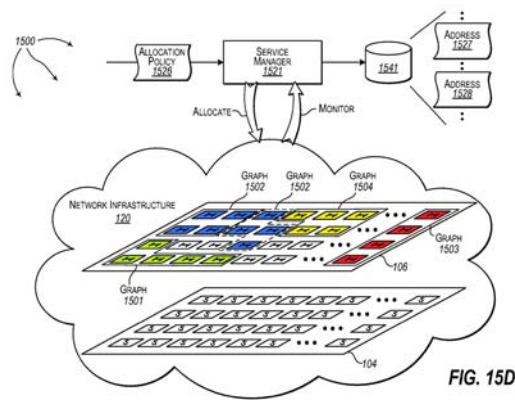 1500
ALLOCATION
POLICY
1526
SERVICE
MANAGER
1521
1541
ADDRESS
1527
ADDRESS
1528
ALLOCATE
MONITOR
GRAPH
1502
GRAPH
1502
GRAPH
1504
NETWORK INFRASTRUCTURE
120
GRAPH
1503
106
GRAPH
1501
S S S S S S S S
S S S S S S S S
S S S S S S S S
S S S S S S S S
104
FIG. 15D